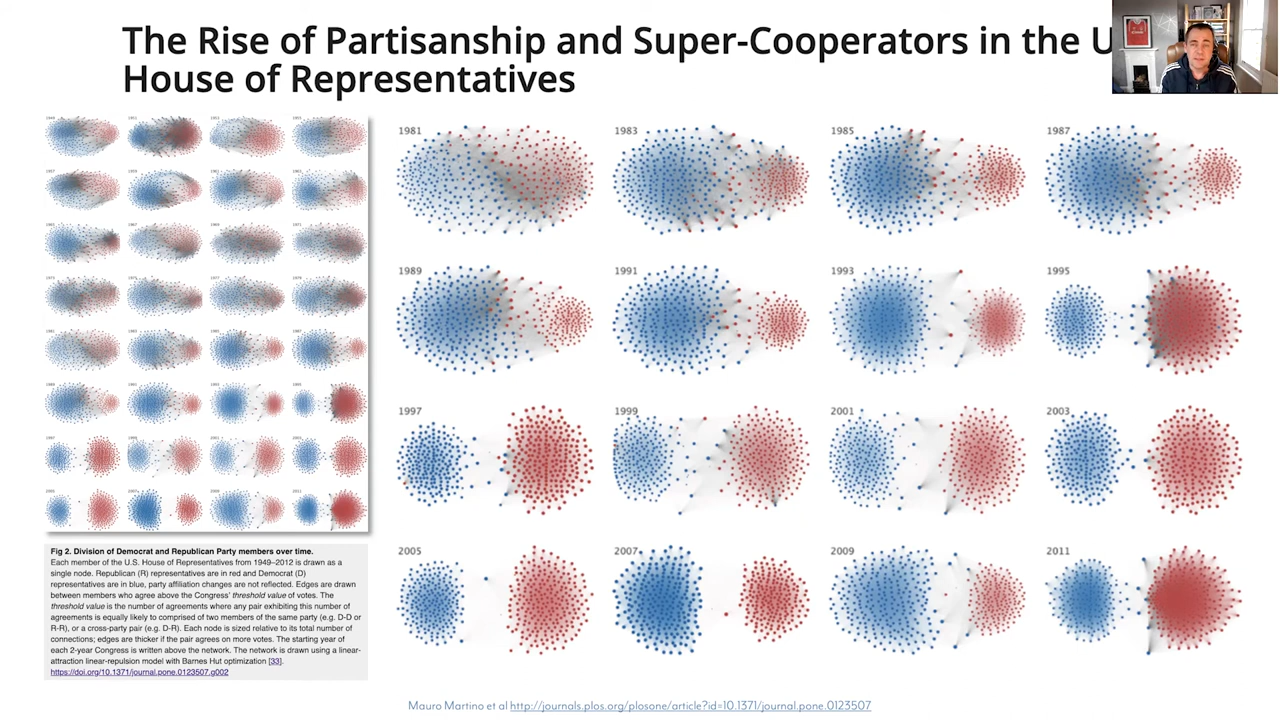 The Rise of Partisanship and Super-Cooperators in the U
House of Representatives
1981
1983
1985
1987
1989
1991
1993
1995
1997
1999
2001
2003
2005
2007
2009
2011
Fig 2. Division of Democrat and Republican Party members over time.
Each member of the U.S. House of Representatives from 1949–2012 is drawn as a
single node. Republican (R) representatives are in red and Democrat (D)
representatives are in blue, party affiliation changes are not reflected. Edges are drawn
between members who agree above the Congress' threshold value of votes. The
threshold value is the number of agreements where any pair exhibiting this number of
agreements is equally likely to comprised of two members of the same party (e.g. D-D or
R-R), or a cross-party pair (e.g. D-R). Each node is sized relative to its total number of
connections; edges are thicker if the pair agrees on more votes. The starting year of
each 2-year Congress is written above the network. The network is drawn using a linear-
attraction linear-repulsion model with Barnes Hut optimization [33].
https://doi.org/10.1371/journal.pone.0123507.g002
Mauro Martino et al http://journals.plos.org/plosone/article?id=10.1371/journal.pone.0123507